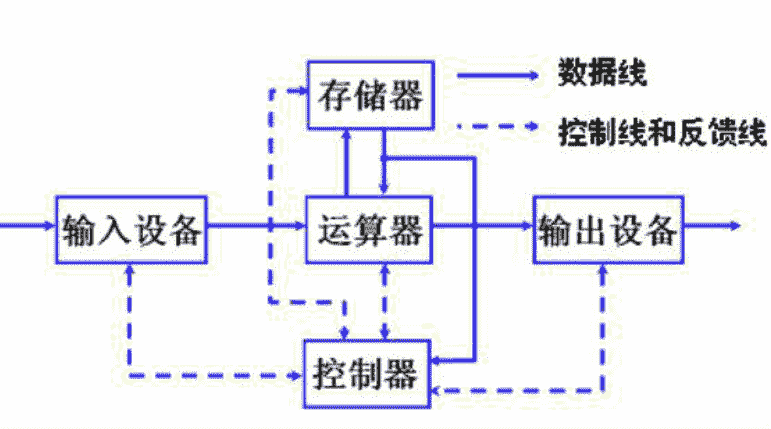 存储器
数据线
控制线和反馈线
输入设备
运算器
输出设备
控制器